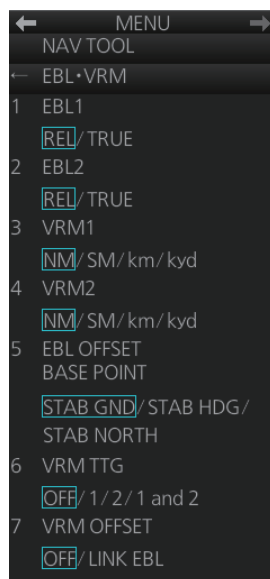 ← MENU →
NAV TOOL
← EBL•VRM
1 EBL1
REL/TRUE
2 EBL2
REL/TRUE
3 VRM1
NM/SM/km/kyd
4 VRM2
NM/SM/km/kyd
5 EBL OFFSET
BASE POINT
STAB GND/STAB HDG/
STAB NORTH
6 VRM TTG
OFF/1/2/1 and 2
7 VRM OFFSET
OFF/LINK EBL